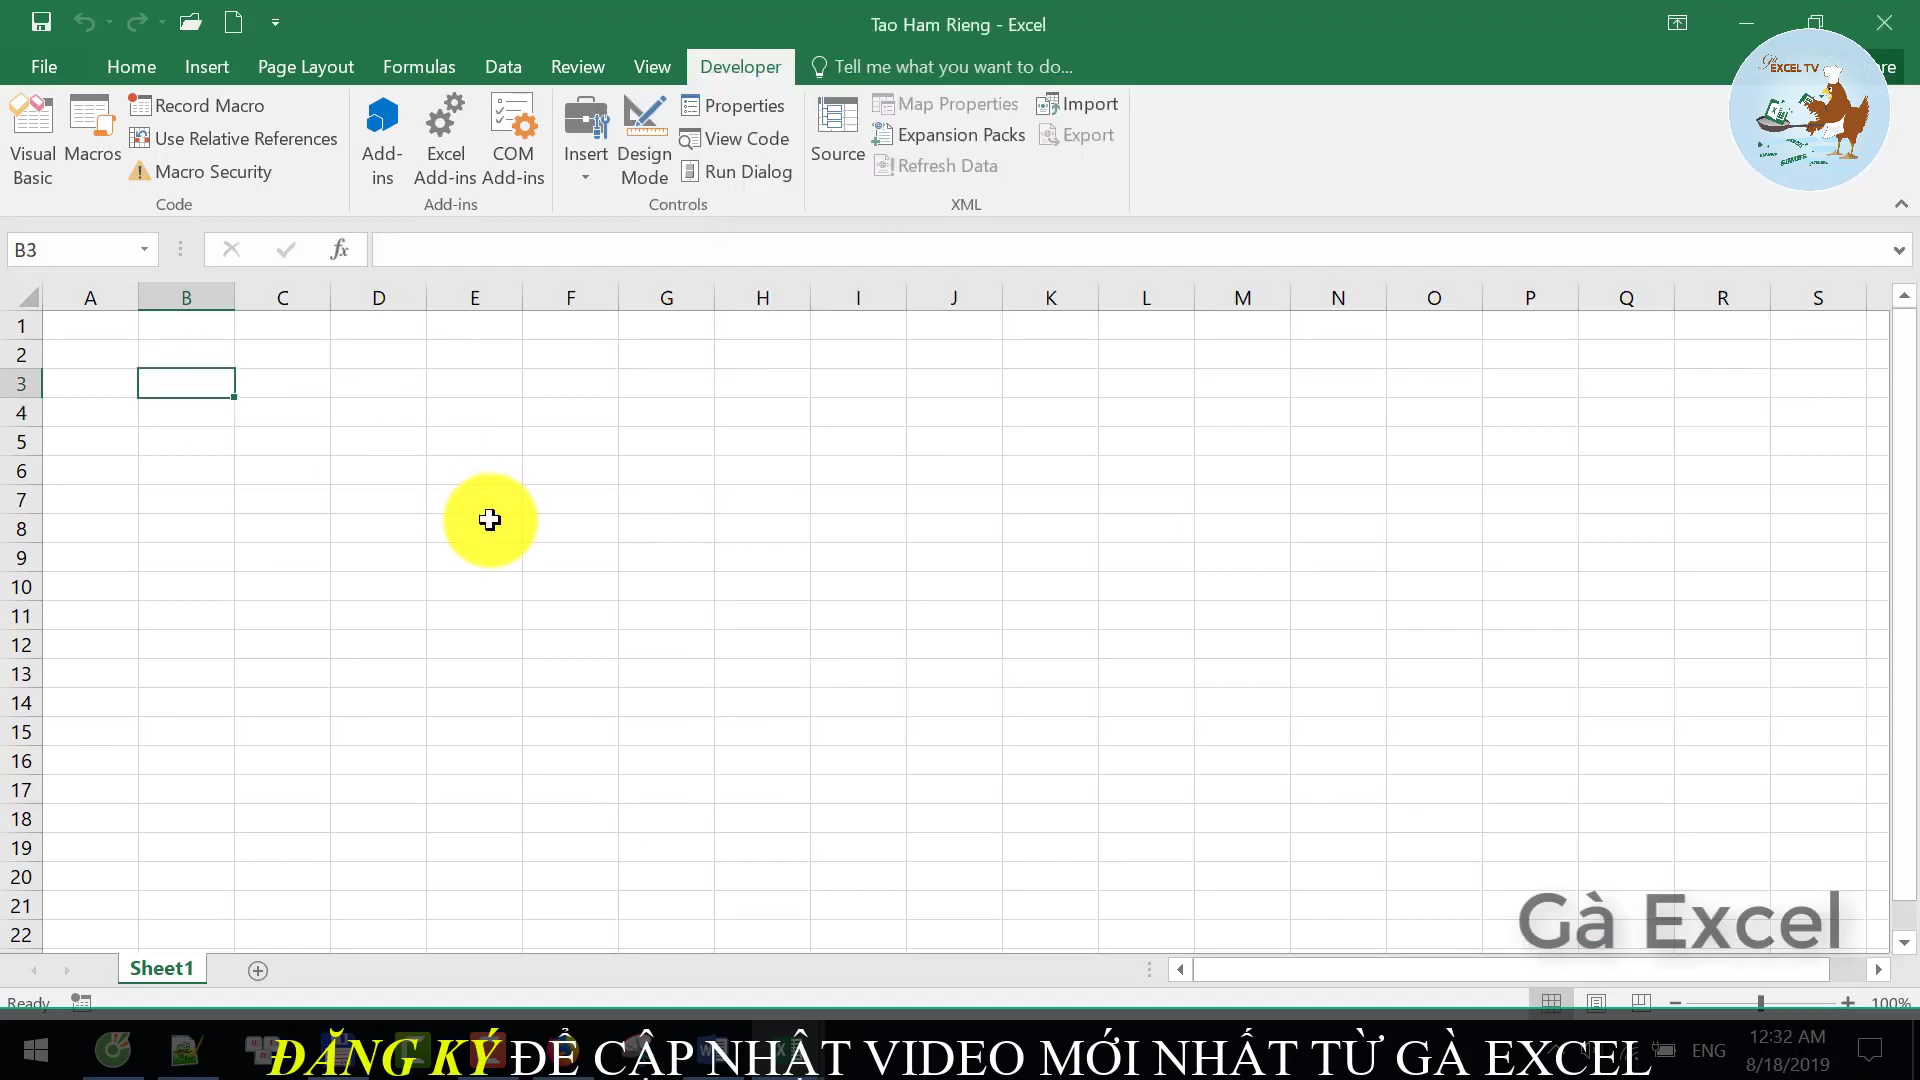 Tao Ham Rieng - Excel
File Home Insert Page Layout Formulas Data Review View Developer Tell me what you want to do...
EXCEL TV
Visual Basic
Macros
Record Macro
Use Relative References
Macro Security
Code
Add-ins
Excel Add-ins
COM Add-ins
Add-ins
Insert
Design Mode
Properties
View Code
Run Dialog
Controls
Source
Map Properties
Expansion Packs
Refresh Data
Import
Export
XML
B3
fx
A B C D E F G H I J K L M N O P Q R S
1
2
3
4
5
6
7
8
9
10
11
12
13
14
15
16
17
18
19
20
21
22
Gà Excel
Sheet1
Ready
100%
ĐĂNG KÝ ĐỂ CẬP NHẬT VIDEO MỚI NHẤT TỪ GÀ EXCEL
ENG
12:32 AM
8/18/2019